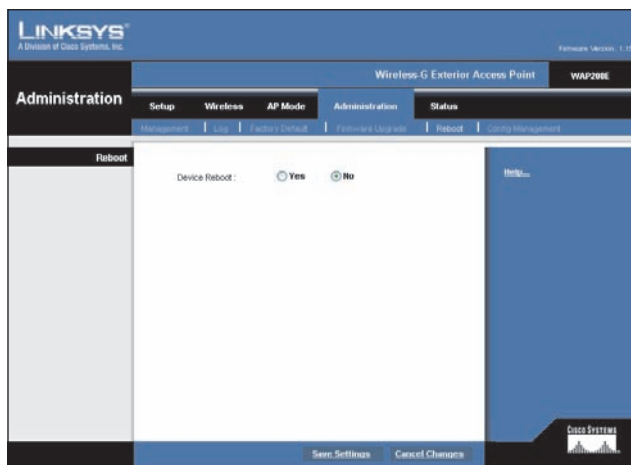 LINKSYS®
A Division of Cisco Systems, Inc.
Firmware Version: 1.15
Wireless-G Exterior Access Point
WAP200E
Administration
Setup
Wireless
AP Mode
Administration
Status
Management
Log
Factory Default
Firmware Upgrade
Reboot
Config Management
Reboot
Device Reboot :
Yes
No
Help...
Save Settings
Cancel Changes
CISCO SYSTEMS